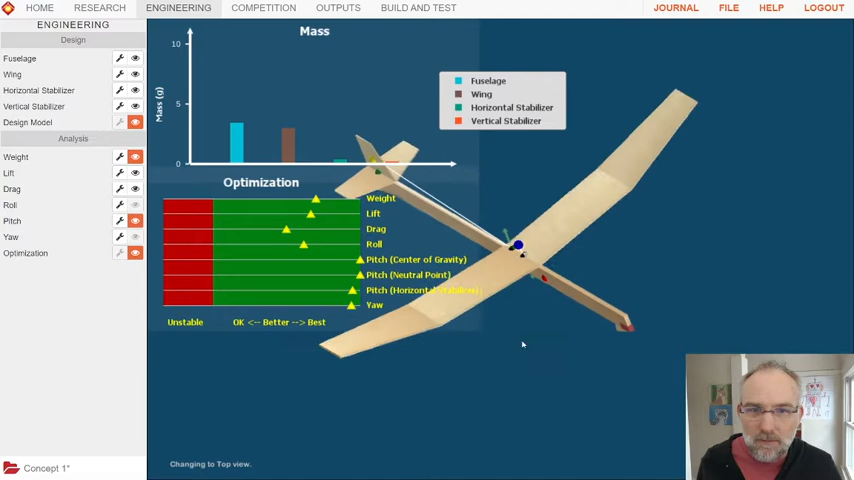 HOME RESEARCH ENGINEERING COMPETITION OUTPUTS BUILD AND TEST JOURNAL FILE HELP LOGOUT
ENGINEERING
Design
Fuselage
Wing
Horizontal Stabilizer
Vertical Stabilizer
Design Model
Analysis
Weight
Lift
Drag
Roll
Pitch
Yaw
Optimization
Concept 1*
Mass
10
5
0
Mass (g)
Fuselage
Wing
Horizontal Stabilizer
Vertical Stabilizer
Optimization
Weight
Lift
Drag
Roll
Pitch (Center of Gravity)
Pitch (Neutral Point)
Pitch (Horizontal Stabilizer)
Yaw
Unstable OK <-- Better --> Best
Changing to Top view.